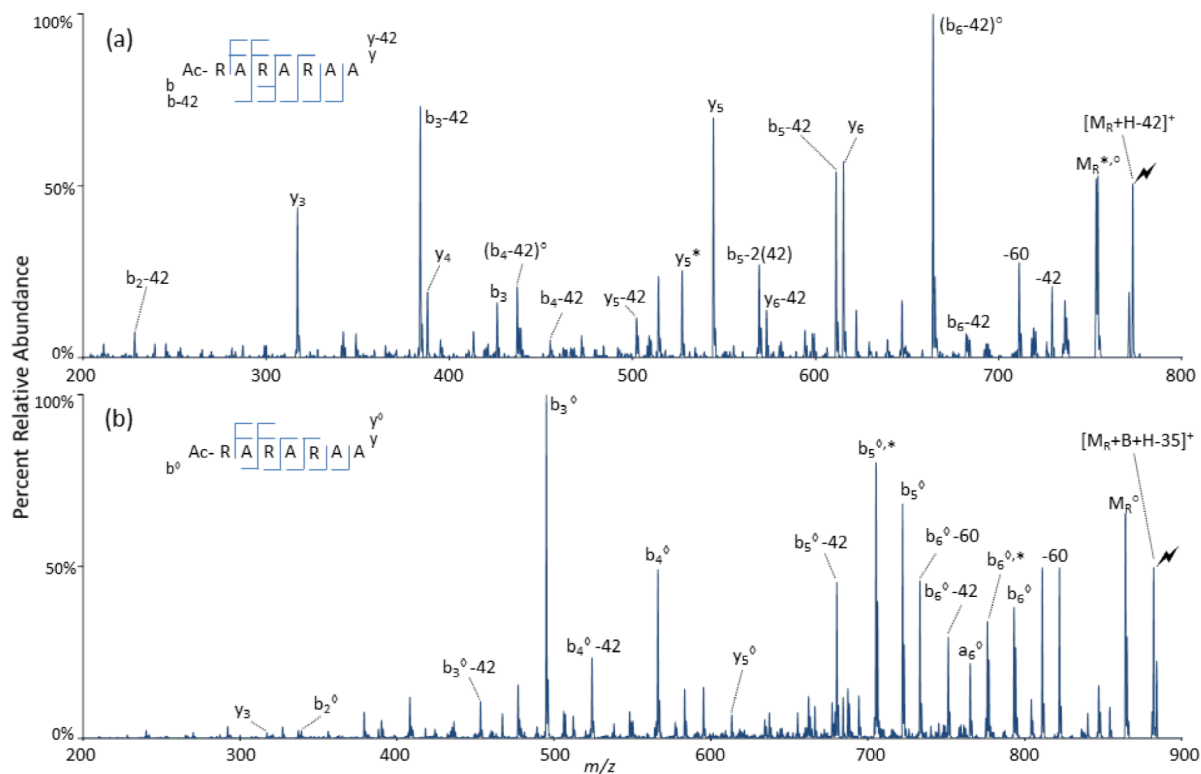 100%
(a)
y-42
y
Ac- R A R A R A A
b
b-42
(b₆-42)°
b₃-42
y₅
b₅-42
y₆
[M_R+H-42]⁺
M_R*,°
50%
y₃
b₂-42
y₄
(b₄-42)°
b₃
b₄-42
y₅-42
y₅*
b₅-2(42)
y₆-42
b₆-42
-60
-42
0%
200 300 400 500 600 700 800
Percent Relative Abundance
100%
(b)
y◊
y
Ac- R A R A R A A
b◊
b₃◊
b₅◊,*
b₅◊
[M_R+B+H-35]⁺
M_R°
50%
b₄◊
b₅◊ -42
b₆◊ -60
b₆◊ -42
b₆◊,*
-60
b₆◊
a₆◊
y₃
b₂◊
b₃◊ -42
b₄◊ -42
y₅◊
0%
200 300 400 500 600 700 800 900
m/z